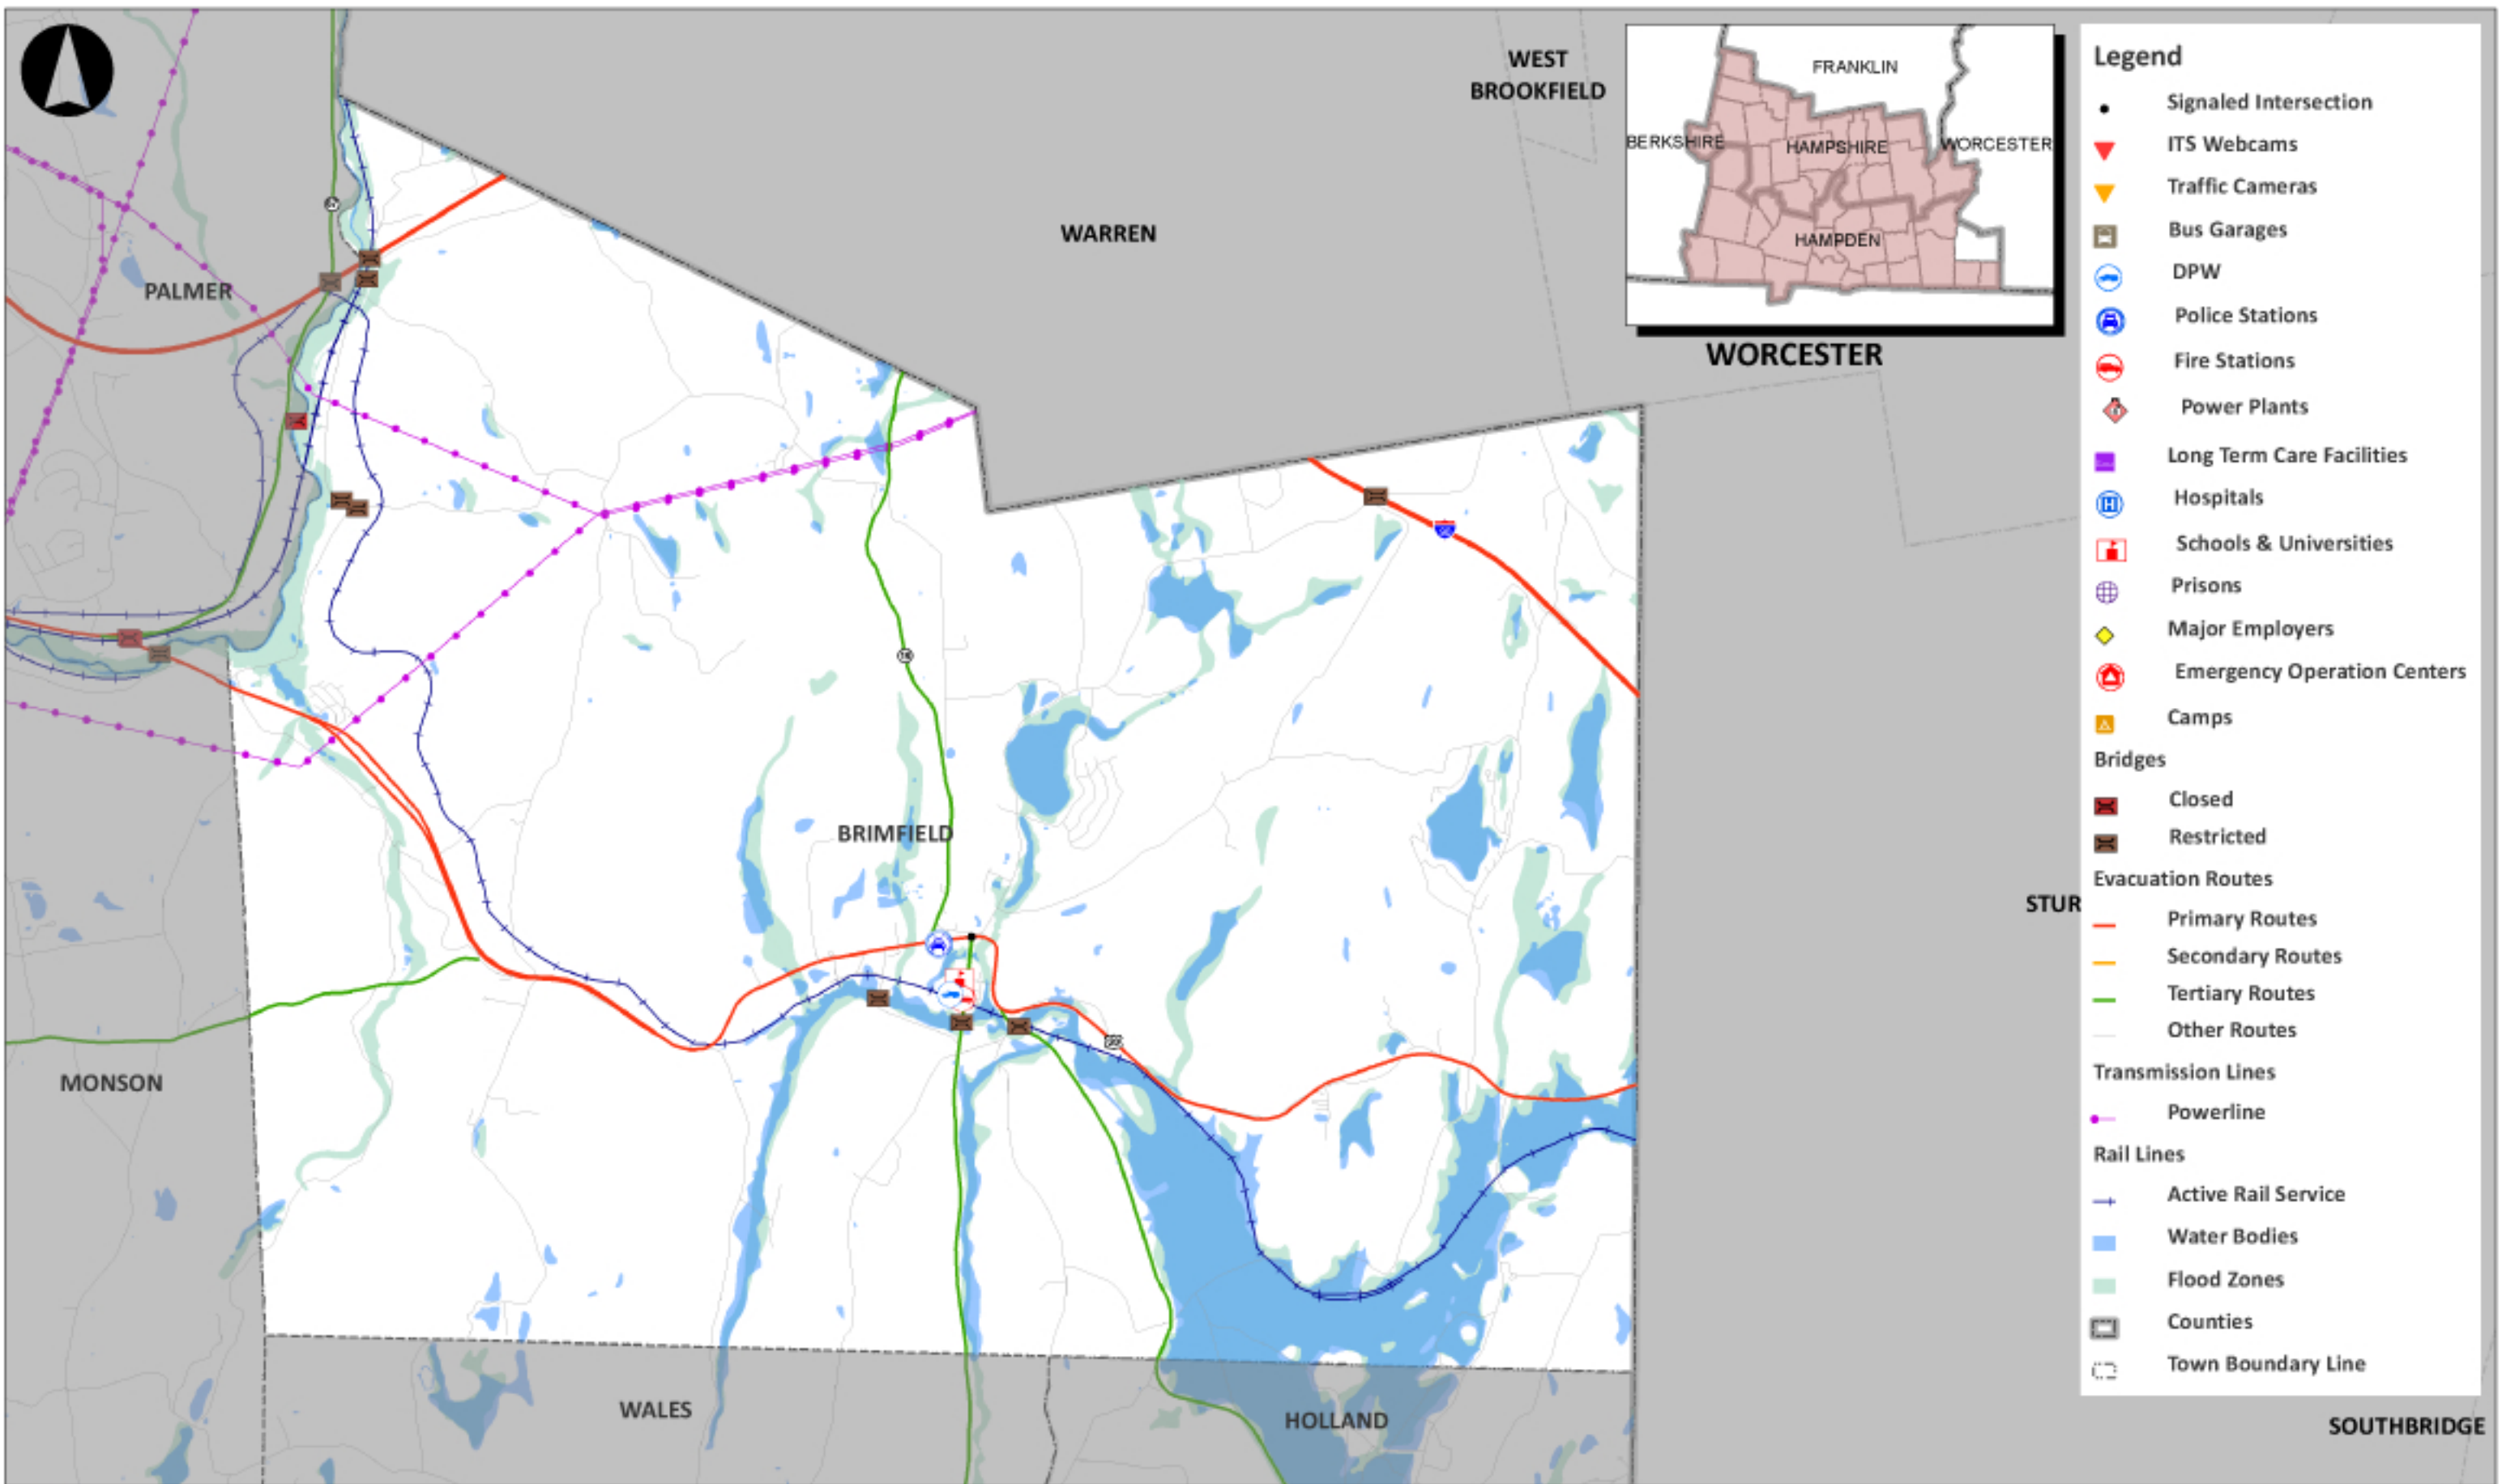 WEST
BROOKFIELD
WARREN
PALMER
FRANKLIN
BERKSHIRE
HAMPSHIRE
WORCESTER
HAMPDEN
WORCESTER
BRIMFIELD
STUR
MONSON
WALES
HOLLAND
SOUTHBRIDGE
19
20
Legend
Signaled Intersection
ITS Webcams
Traffic Cameras
Bus Garages
DPW
Police Stations
Fire Stations
Power Plants
Long Term Care Facilities
H
Hospitals
Schools & Universities
Prisons
Major Employers
Emergency Operation Centers
Camps
Bridges
Closed
Restricted
Evacuation Routes
Primary Routes
Secondary Routes
Tertiary Routes
Other Routes
Transmission Lines
Powerline
Rail Lines
Active Rail Service
Water Bodies
Flood Zones
Counties
Town Boundary Line